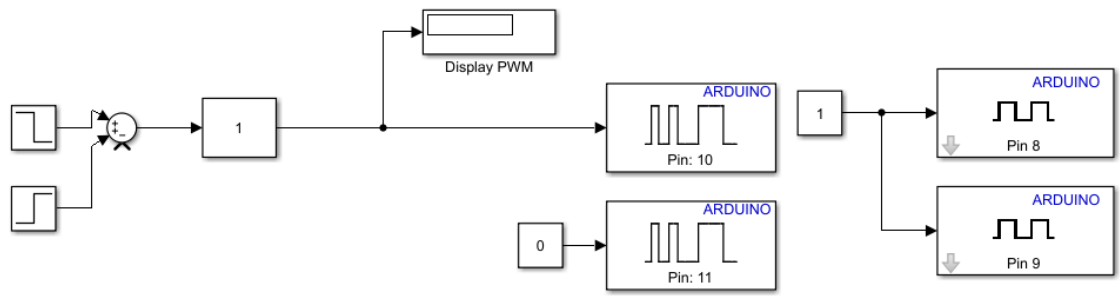 Display PWM
1
ARDUINO
Pin: 10
0
ARDUINO
Pin: 11
1
ARDUINO
Pin 8
ARDUINO
Pin 9